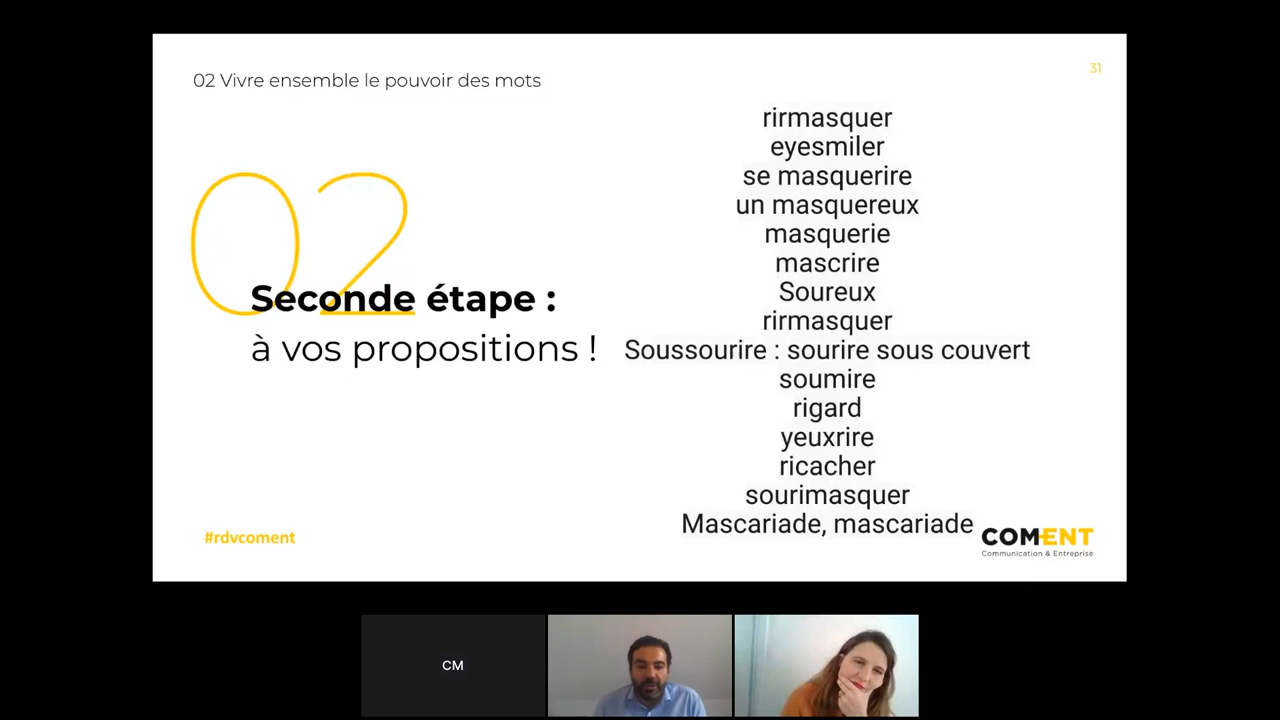 02 Vivre ensemble le pouvoir des mots
31
02
Seconde étape :
à vos propositions !
rirmasquer
eyesmiler
se masquerire
un masquereux
masquerie
mascrire
Soureux
rirmasquer
Soussourire : sourire sous couvert
soumire
rigard
yeuxrire
ricacher
sourimasquer
Mascariade, mascariade
#rdvcoment
COMENT
Communication & Entreprise
CM